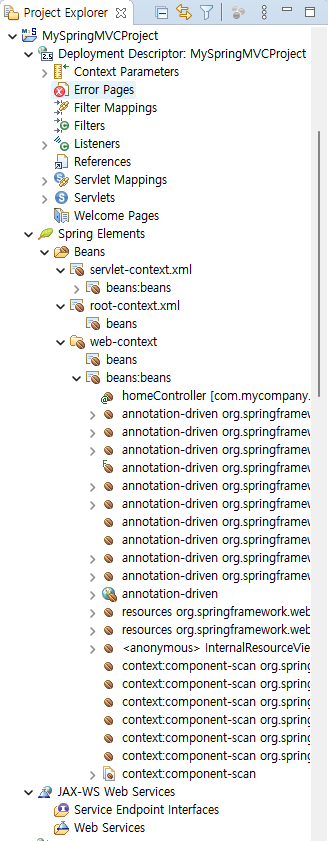 Project Explorer
MySpringMVCProject
Deployment Descriptor: MySpringMVCProject
Context Parameters
Error Pages
Filter Mappings
Filters
Listeners
References
Servlet Mappings
Servlets
Welcome Pages
Spring Elements
Beans
servlet-context.xml
beans:beans
root-context.xml
beans
web-context
beans
beans:beans
homeController [com.mycompany.
annotation-driven org.springframew
annotation-driven org.springframew
annotation-driven org.springframew
annotation-driven org.springframew
annotation-driven org.springframew
annotation-driven org.springframew
annotation-driven org.springframew
annotation-driven org.springframew
annotation-driven org.springframew
annotation-driven org.springframew
annotation-driven
resources org.springframework.web
resources org.springframework.web
<anonymous> InternalResourceVie
context:component-scan org.spring
context:component-scan org.spring
context:component-scan org.spring
context:component-scan org.spring
context:component-scan org.spring
context:component-scan org.spring
context:component-scan
JAX-WS Web Services
Service Endpoint Interfaces
Web Services